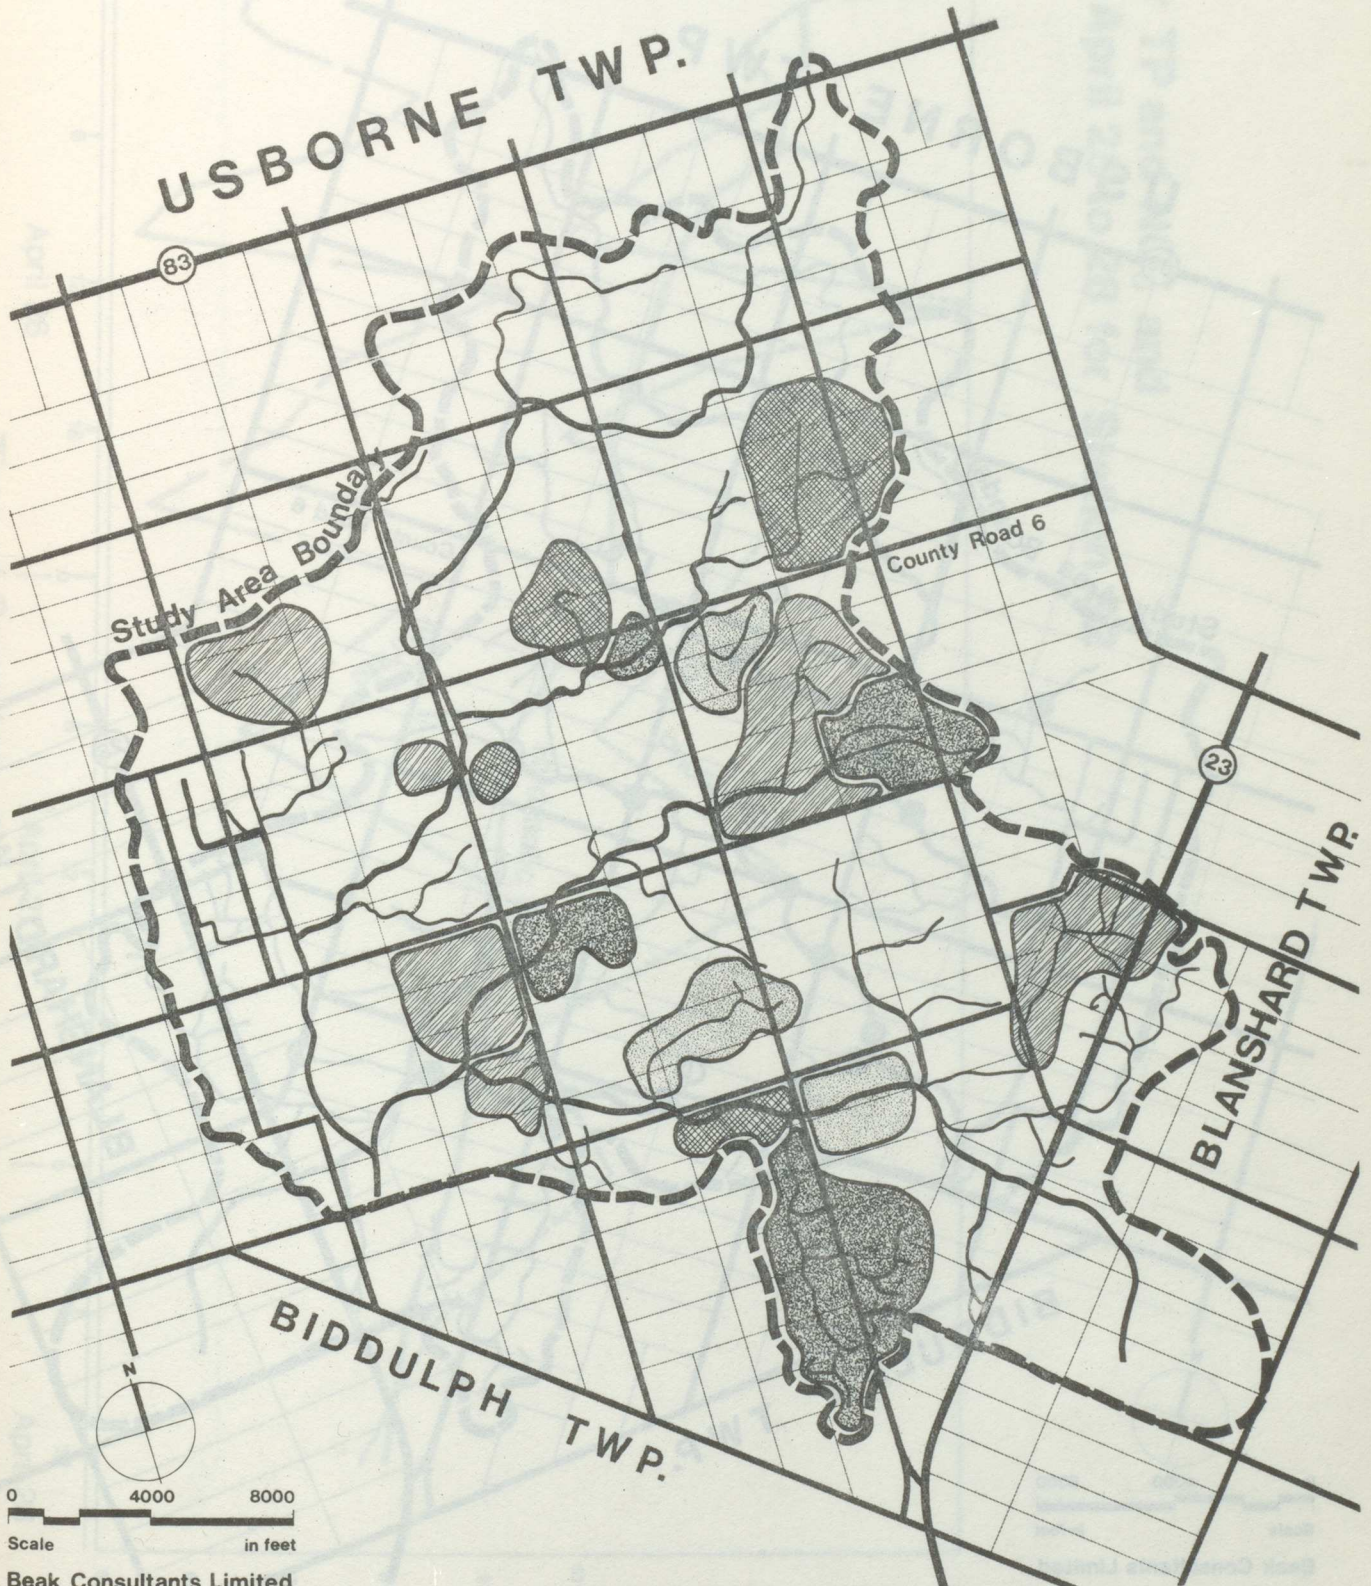 USBORNE TWP.
83
Study Area Boundary
County Road 6
23
BLANSHARD TWP.
BIDDULPH TWP.
N
0 4000 8000
Scale in feet
Beak Consultants Limited